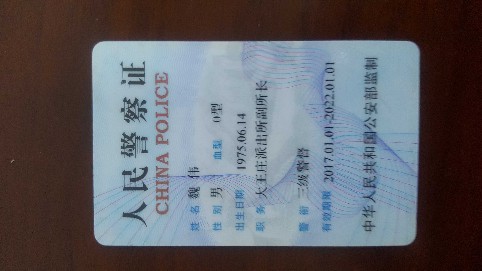 人民警察证
CHINA POLICE
姓 名 魏 伟
性 别 男 血型 O型
出生日期 1975.06.14
职 务 大王庄派出所副所长
警 衔 三级警督
有效期限 2017.01.01-2022.01.01
中华人民共和国公安部监制